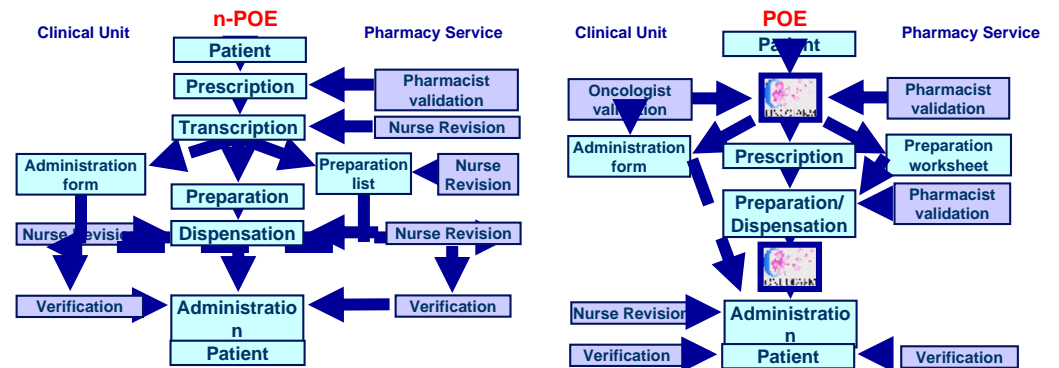 n-POE
Clinical Unit
Pharmacy Service
Patient
Prescription
Pharmacist
validation
Transcription
Nurse Revision
Administration
form
Preparation
list
Nurse
Revision
Preparation
Nurse Revision
Dispensation
Nurse Revision
Verification
Administratio
n
Verification
Patient
POE
Clinical Unit
Pharmacy Service
Patient
Oncologist
validation
Pharmacist
validation
Administration
form
Prescription
Preparation
worksheet
Preparation/
Dispensation
Pharmacist
validation
Nurse Revision
Administratio
n
Verification
Patient
Verification